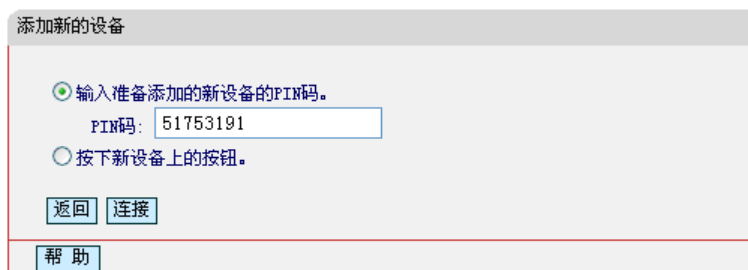 添加新的设备
输入准备添加的新设备的PIN码。
PIN码: 51753191
按下新设备上的按钮。
返回 连接
帮 助